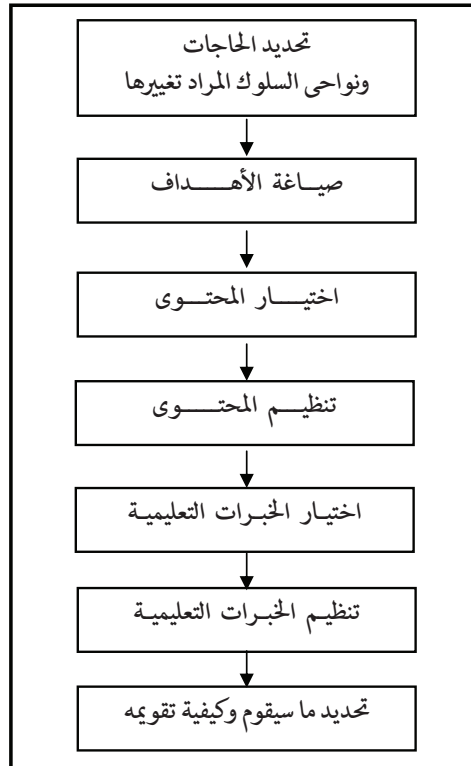 تحديد الحاجات
ونواحى السلوك المراد تغييرها
صياغة الأهداف
اختيار المحتوى
تنظيم المحتوى
اختيار الخبرات التعليمية
تنظيم الخبرات التعليمية
تحديد ما سيقوم وكيفية تقويمه